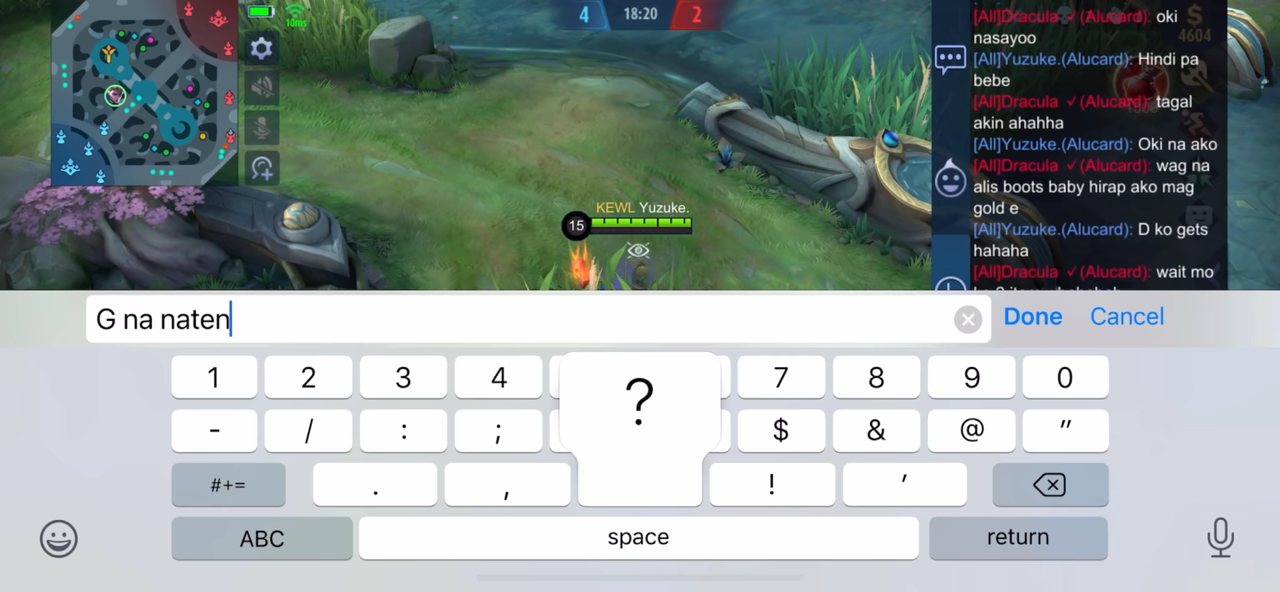 10ms
4 18:20 2
[All]Dracula ✓(Alucard): oki
nasayoo
[All]Yuzuke.(Alucard): Hindi pa
bebe
[All]Dracula ✓(Alucard): tagal
akin ahahha
[All]Yuzuke.(Alucard): Oki na ako
[All]Dracula ✓(Alucard): wag na
alis boots baby hirap ako mag
gold e
[All]Yuzuke.(Alucard): D ko gets
hahaha
[All]Dracula ✓(Alucard): wait mo
4604
KEWL Yuzuke.
15
G na naten
Done Cancel
1 2 3 4 7 8 9 0
- / : ; $ & @ "
?
#+= . , ! '
ABC space return